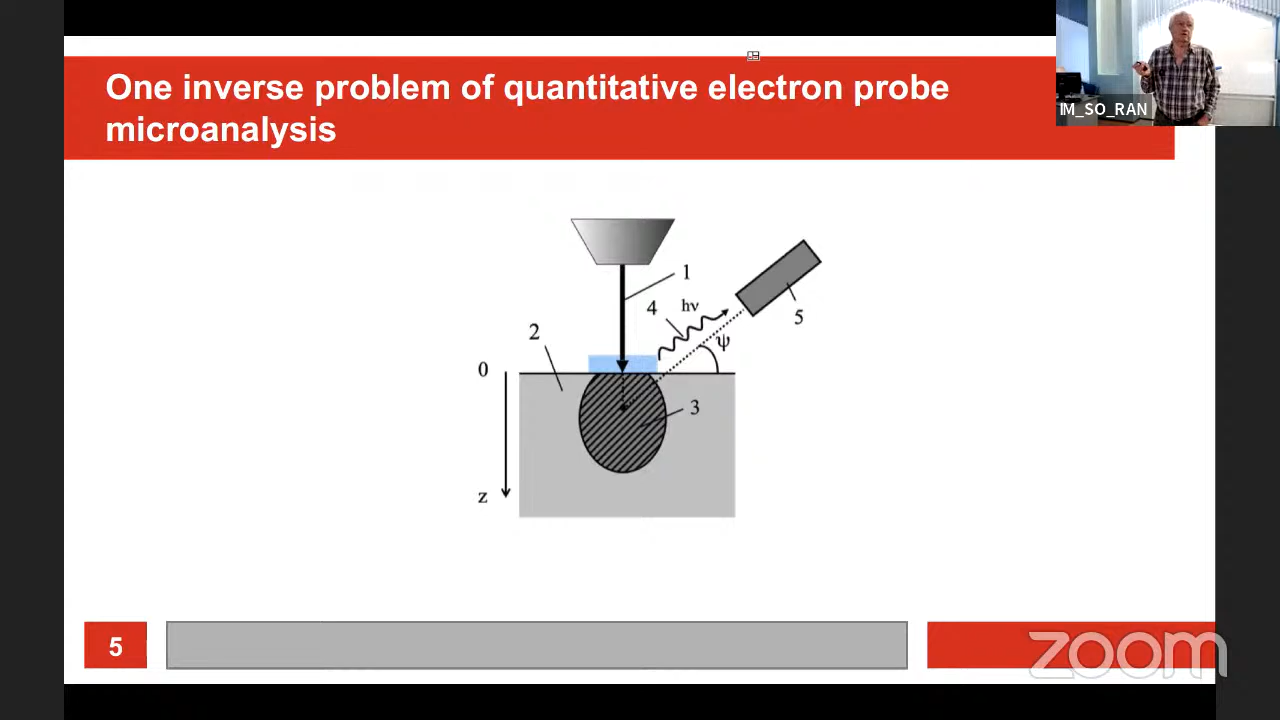 One inverse problem of quantitative electron probe
microanalysis
IM_SO_RAN
1
4
hν
5
2
ψ
0
3
z
5
zoom